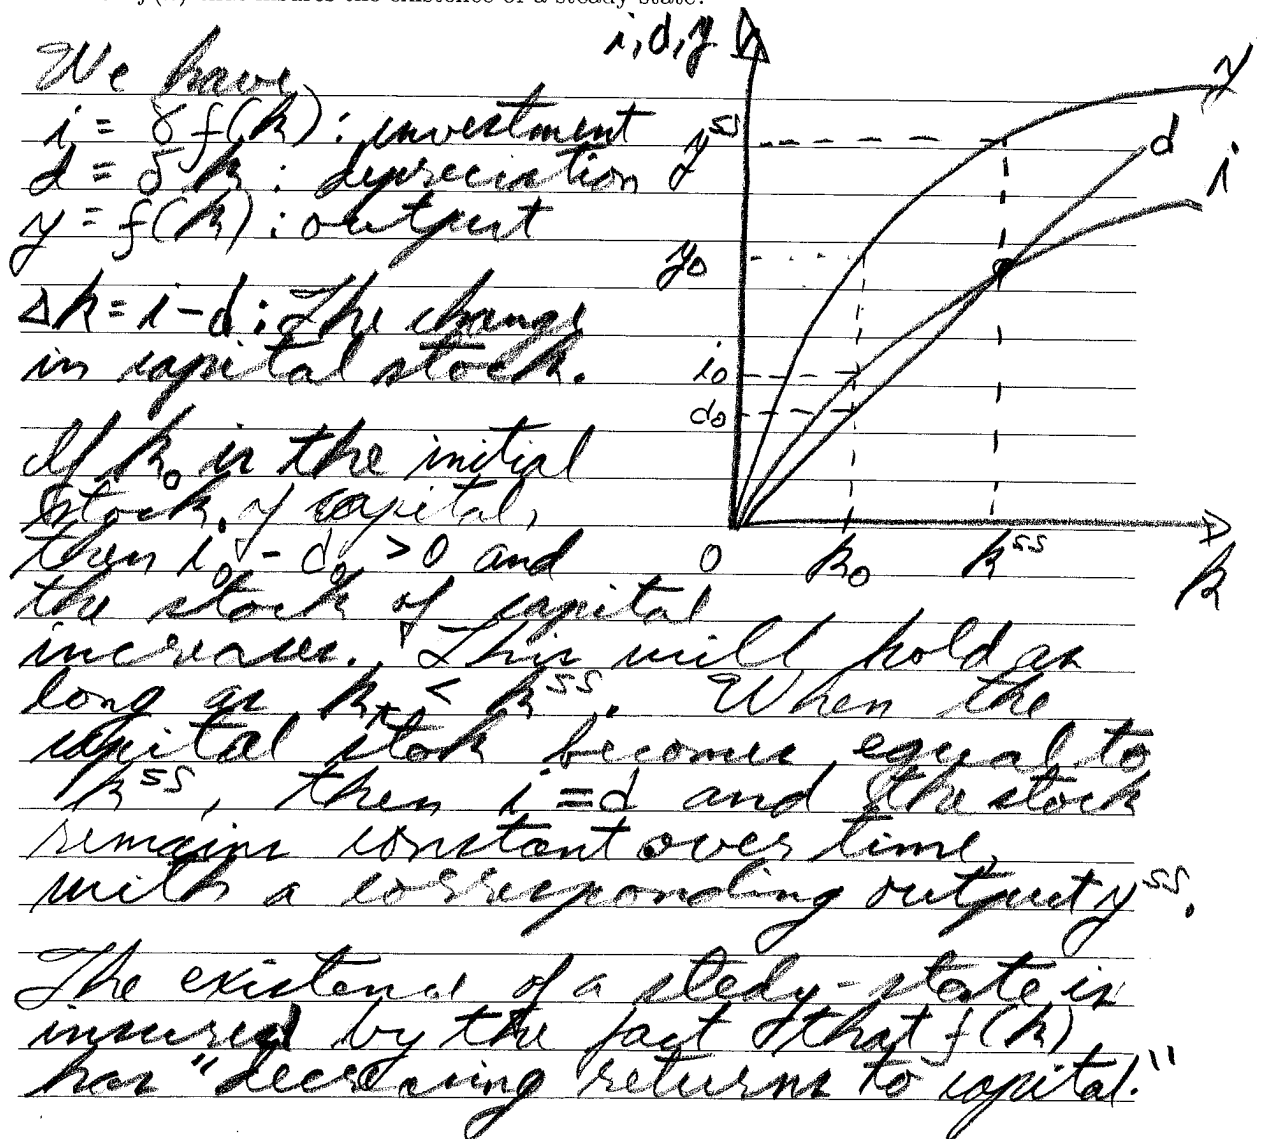 f(k) that insures the existence of a steady state.
i,d,y
We have
i = γ f(k) : investment
d = δ k : depreciation
y = f(k) : output
Δk = i - d : The change
in capital stock.
If k₀ is the initial
stock of capital,
then i₀ - d₀ > 0 and
the stock of capital
increases. This will hold as
long as kₜ < k^SS. When the
capital stok becomes equal to
k^SS, then i = d and the stock
remains constant over time,
with a corresponding output y^SS.
The existence of a stedy-state is
insured by the fact that f(k)
has "decreasing returns to capital."
y
d
i
y^SS
y₀
i₀
d₀
0
k₀
k^SS
k